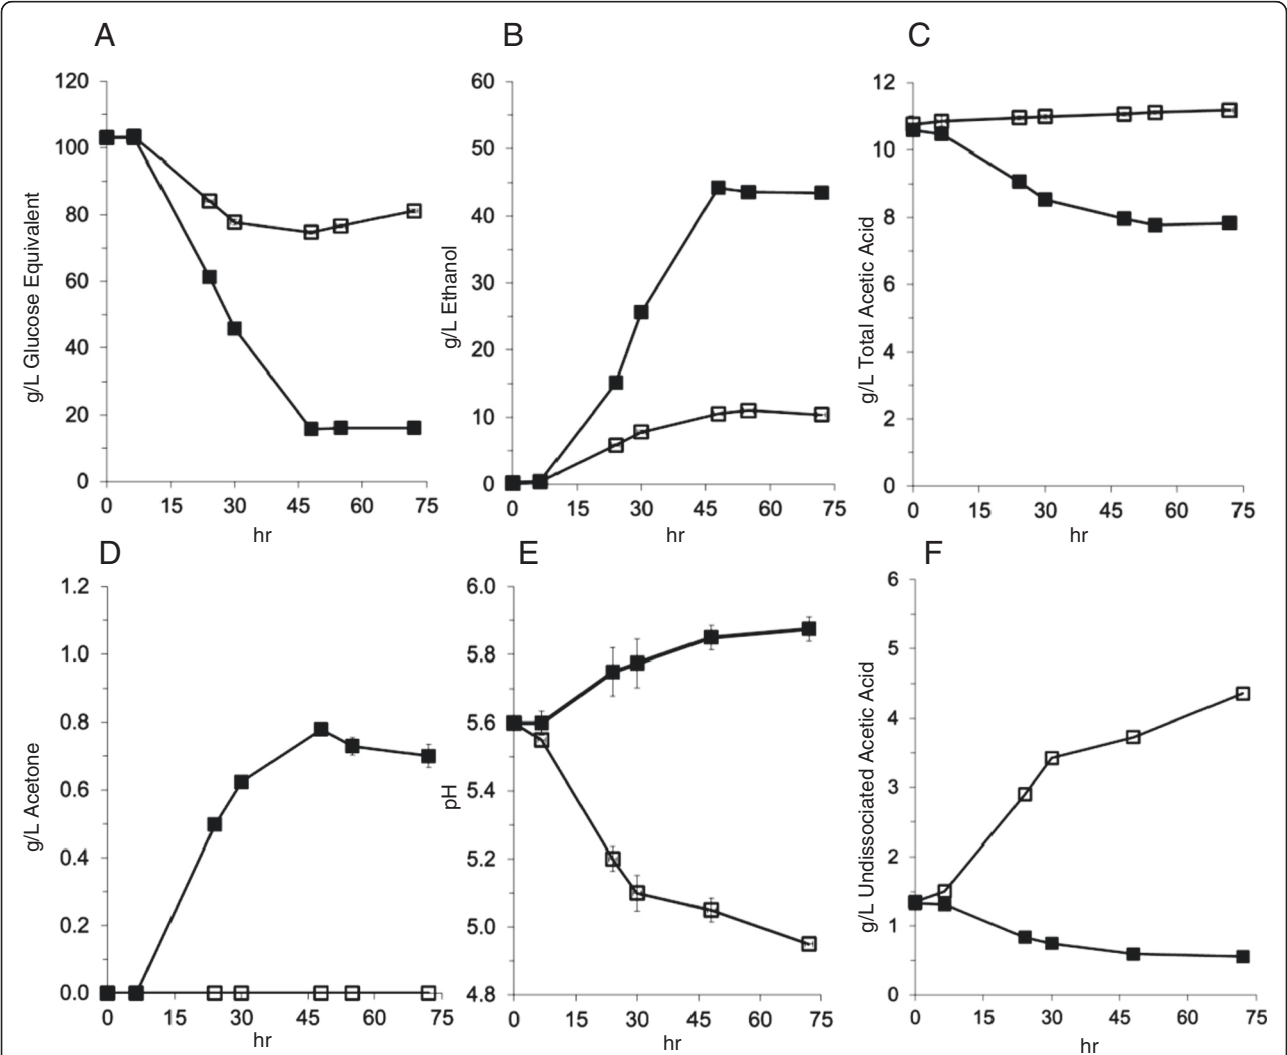 A
g/L Glucose Equivalent
120
100
80
60
40
20
0
0 15 30 45 60 75
hr
B
g/L Ethanol
60
50
40
30
20
10
0
0 15 30 45 60 75
hr
C
g/L Total Acetic Acid
12
10
8
6
4
2
0
0 15 30 45 60 75
hr
D
g/L Acetone
1.2
1.0
0.8
0.6
0.4
0.2
0.0
0 15 30 45 60 75
hr
E
pH
6.0
5.8
5.6
5.4
5.2
5.0
4.8
0 15 30 45 60 75
hr
F
g/L Undissociated Acetic Acid
6
5
4
3
2
1
0
0 15 30 45 60 75
hr